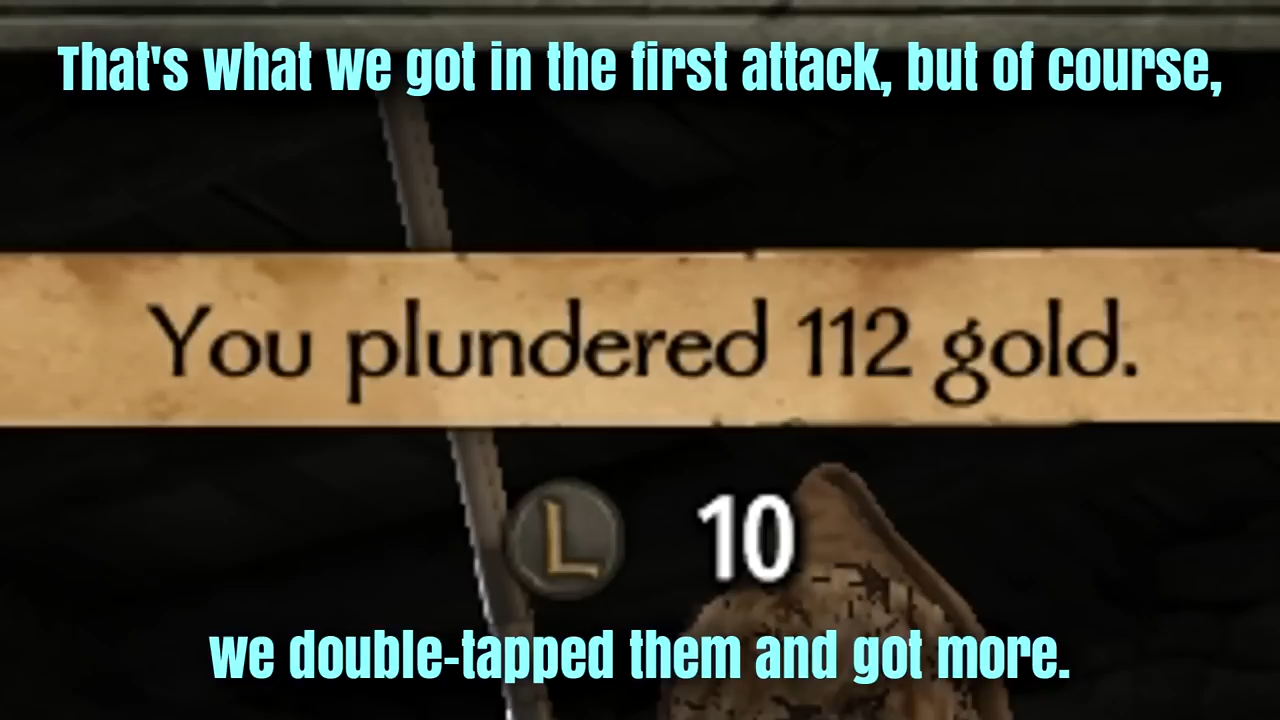 That's what we got in the first attack, but of course,
You plundered 112 gold.
L 10
we double-tapped them and got more.